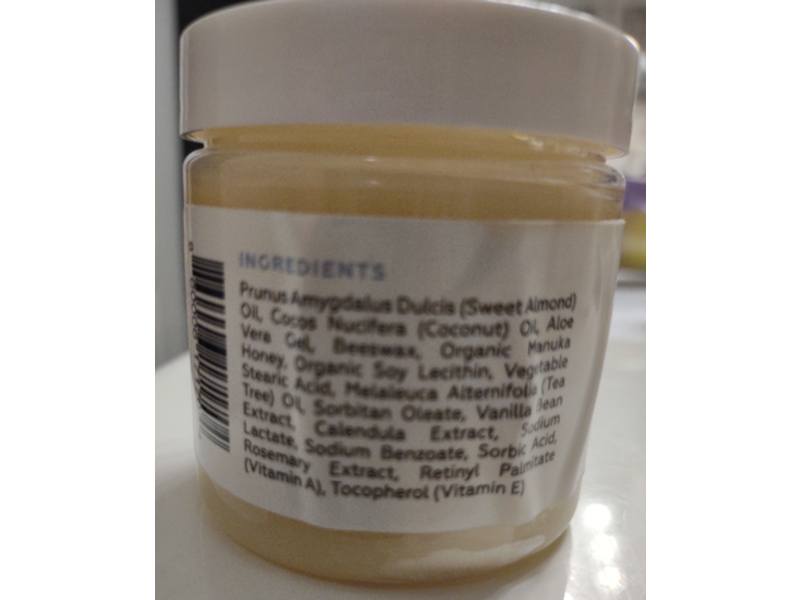 INGREDIENTS
Prunus Amygdalus Dulcis (Sweet Almond)
Oil, Cocos Nucifera (Coconut) Oil, Aloe
Vera Gel, Beeswax, Organic Manuka
Honey, Organic Soy Lecithin, Vegetable
Stearic Acid, Melaleuca Alternifolia (Tea
Tree) Oil, Sorbitan Oleate, Vanilla Bean
Extract, Calendula Extract, Sodium
Lactate, Sodium Benzoate, Sorbic Acid,
Rosemary Extract, Retinyl Palmitate
(Vitamin A), Tocopherol (Vitamin E)